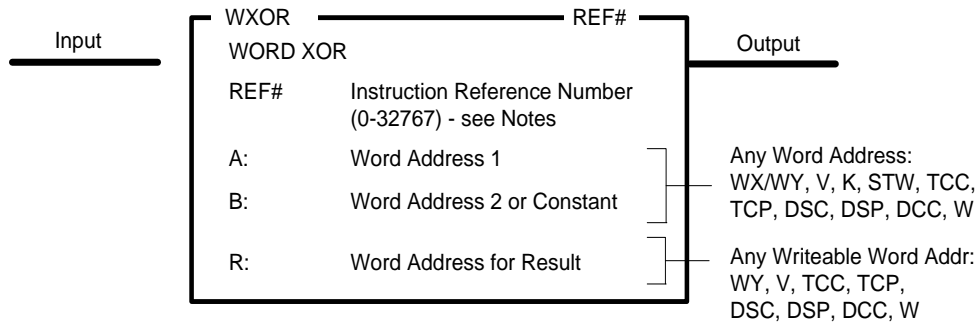 WXOR REF#
Input
WORD XOR
Output
REF# Instruction Reference Number
(0-32767) - see Notes
A: Word Address 1
B: Word Address 2 or Constant
Any Word Address:
WX/WY, V, K, STW, TCC,
TCP, DSC, DSP, DCC, W
R: Word Address for Result
Any Writeable Word Addr:
WY, V, TCC, TCP,
DSC, DSP, DCC, W